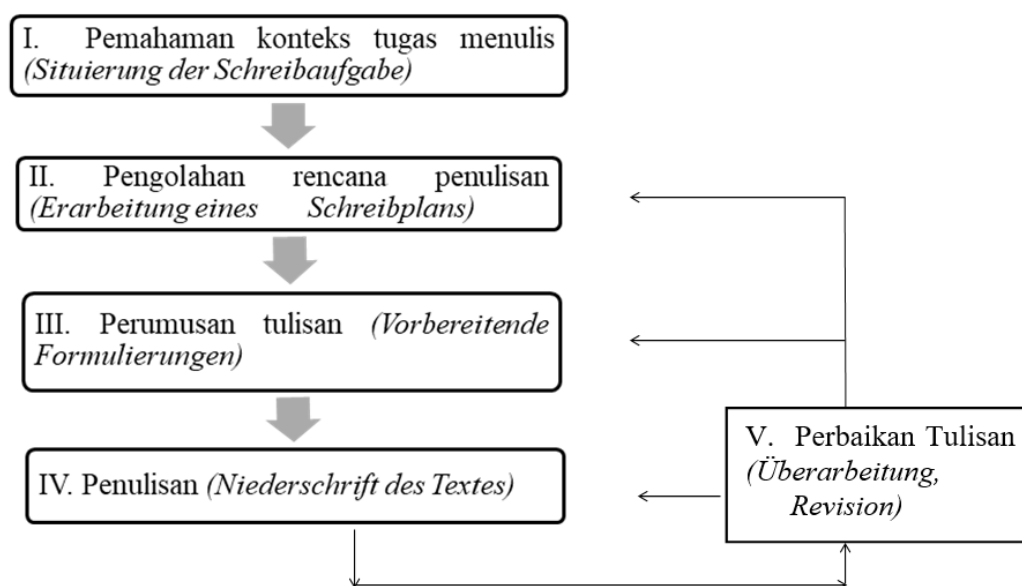 I. Pemahaman konteks tugas menulis
(Situierung der Schreibaufgabe)
II. Pengolahan rencana penulisan
(Erarbeitung eines Schreibplans)
III. Perumusan tulisan (Vorbereitende
Formulierungen)
IV. Penulisan (Niederschrift des Textes)
V. Perbaikan Tulisan
(Überarbeitung,
Revision)